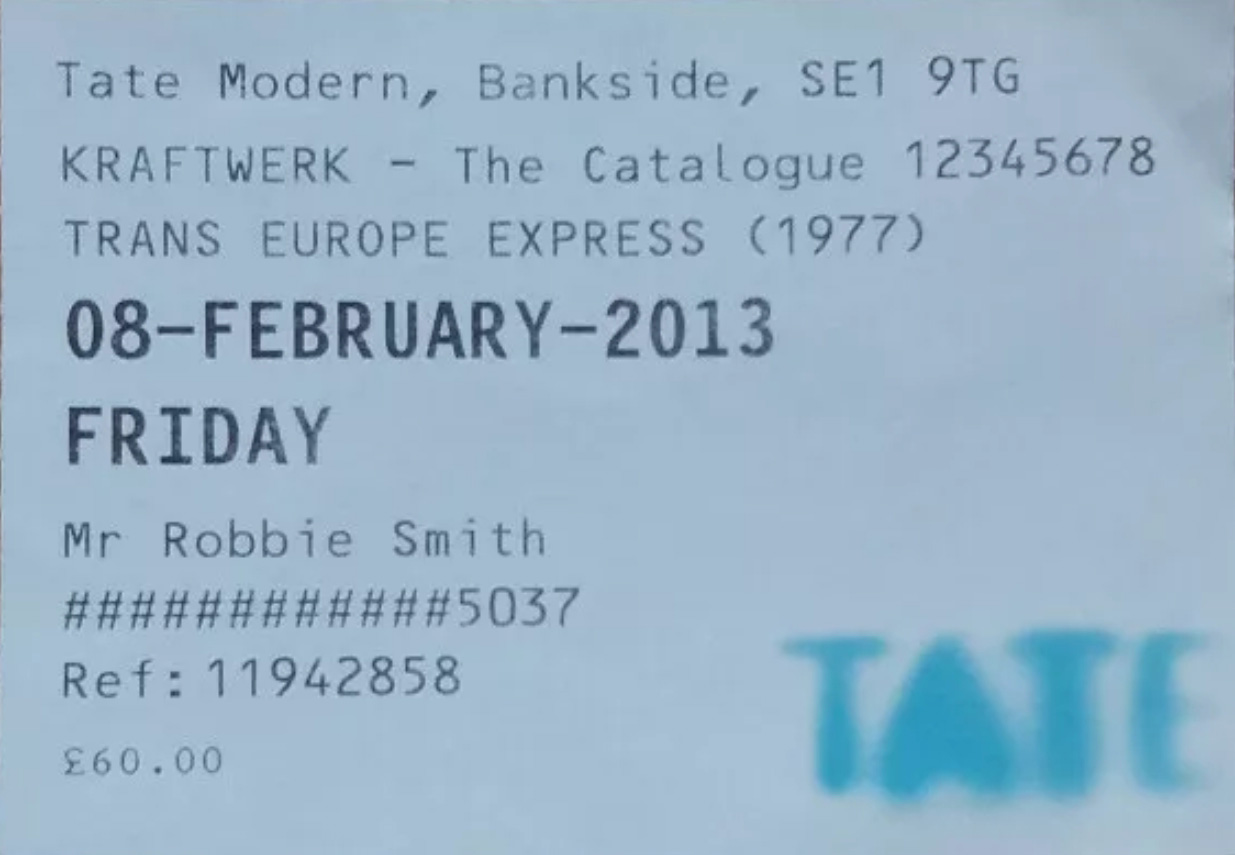 Tate Modern, Bankside, SE1 9TG
KRAFTWERK - The Catalogue 12345678
TRANS EUROPE EXPRESS (1977)
08-FEBRUARY-2013
FRIDAY
Mr Robbie Smith
############5037
Ref: 11942858
£60.00
TATE